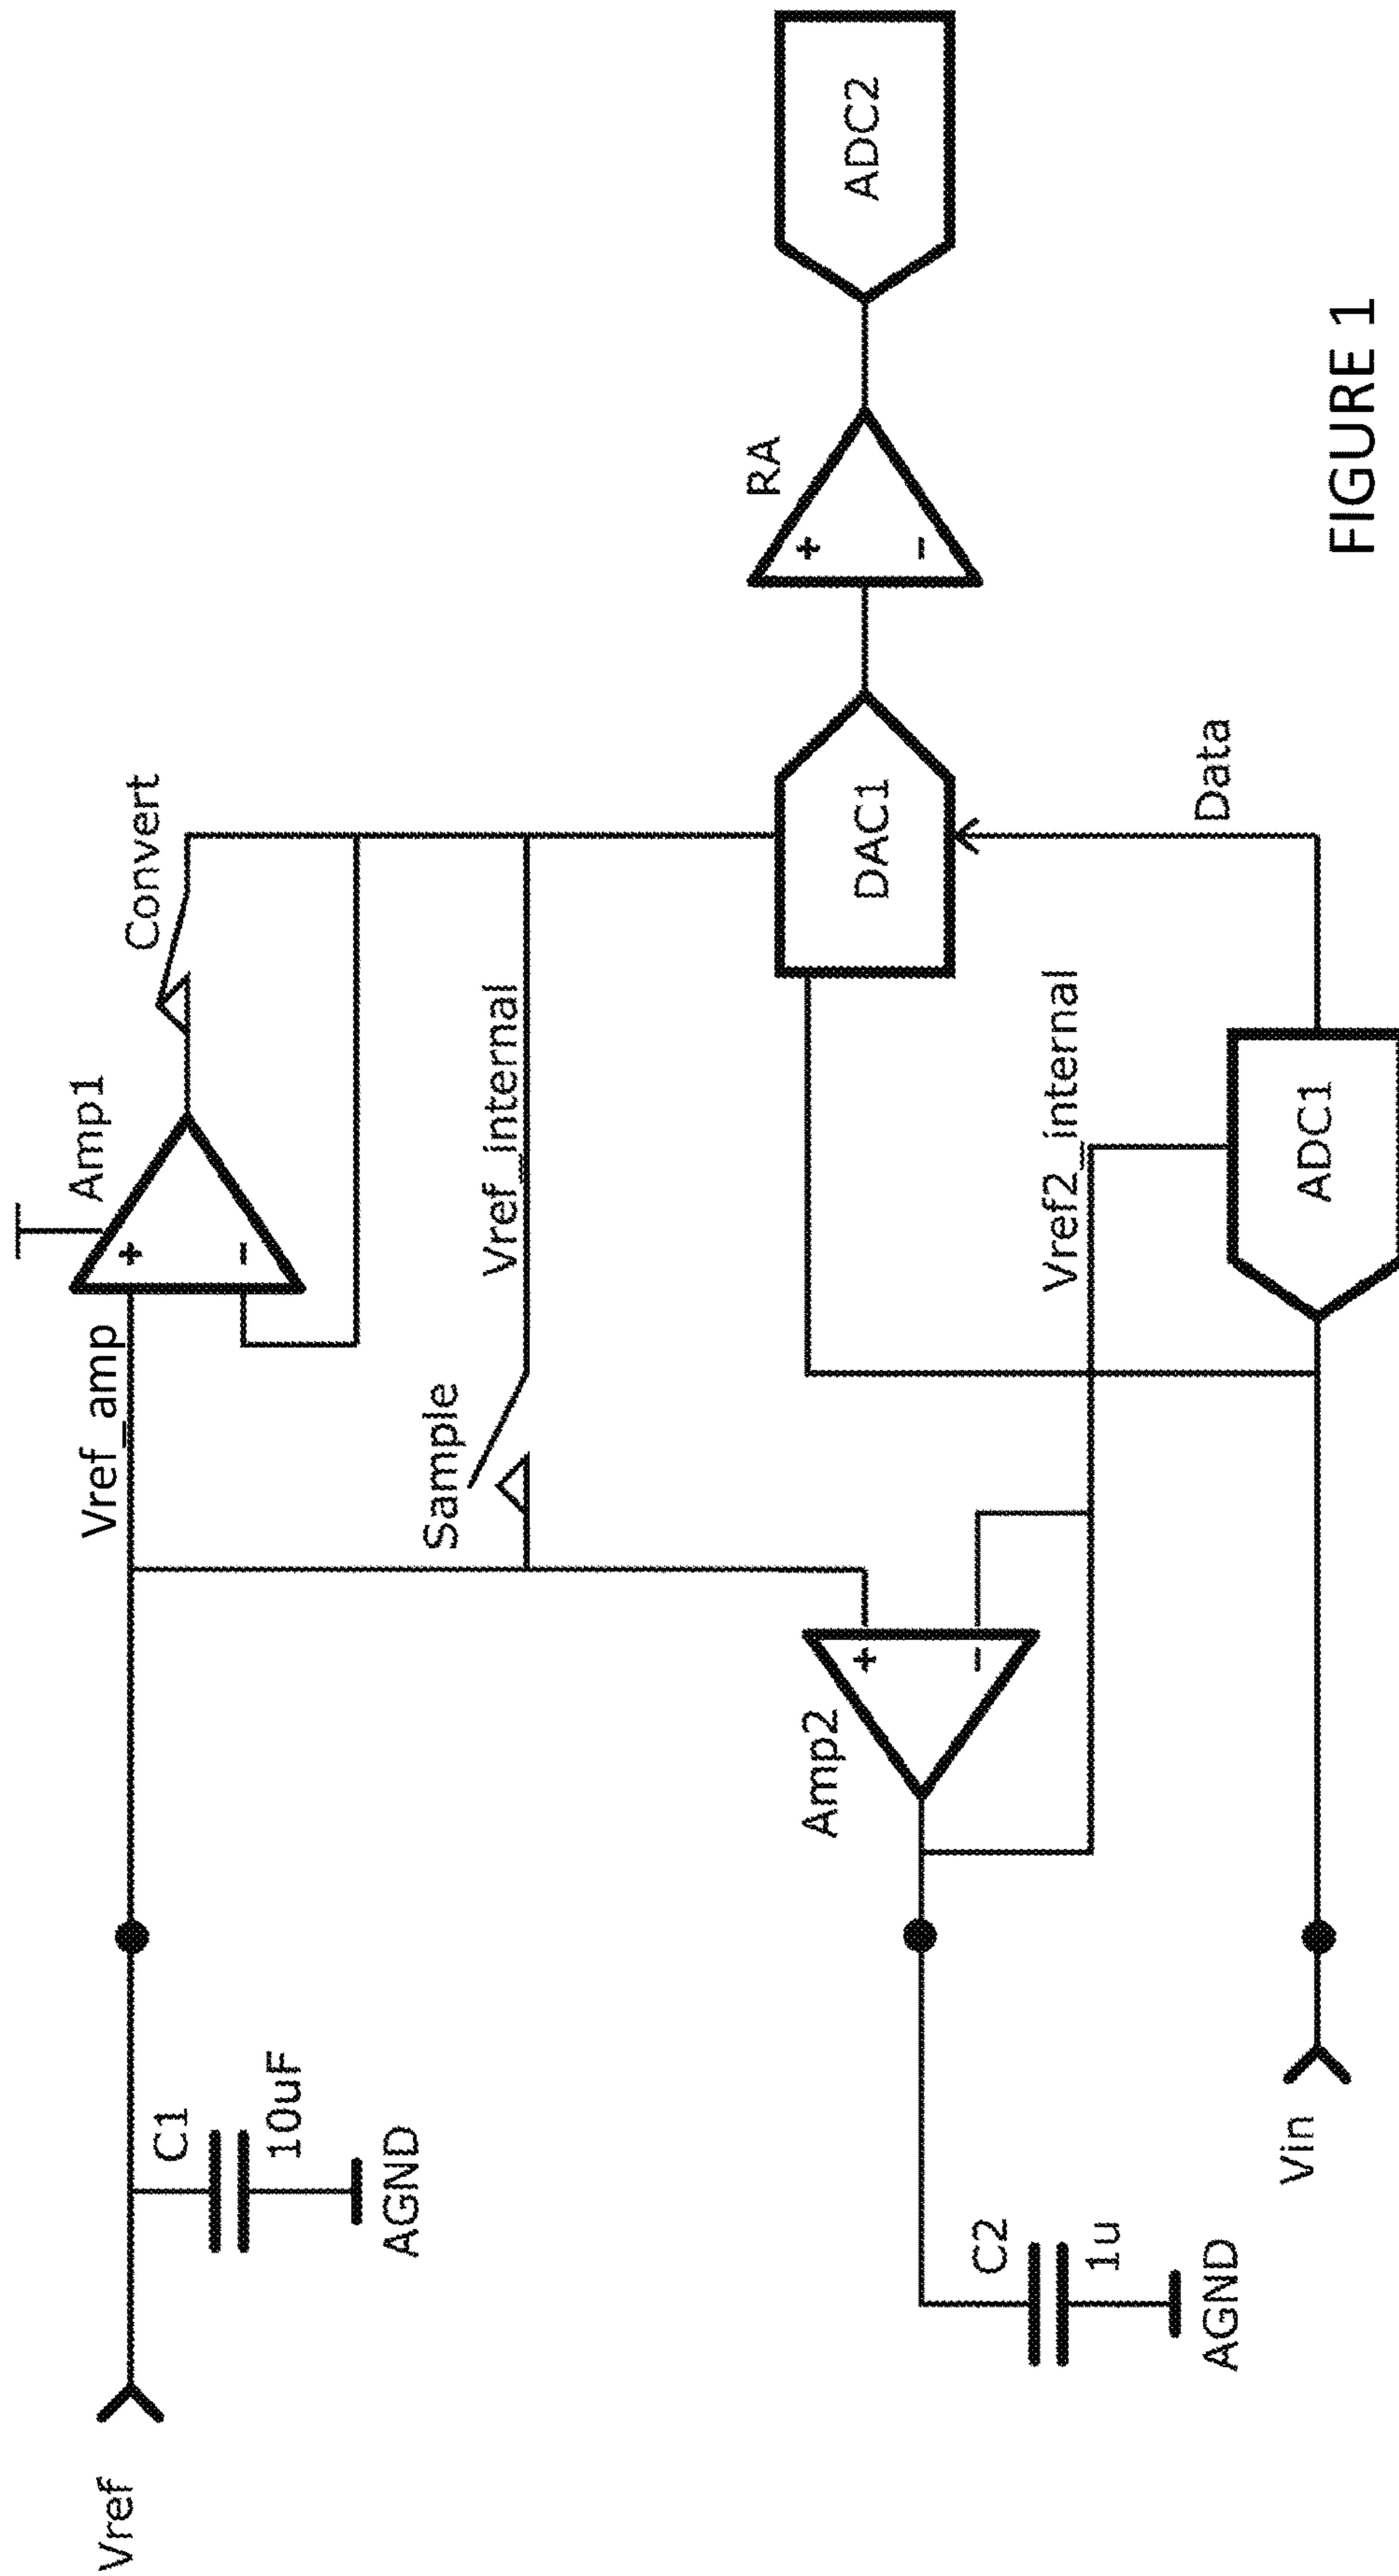 Vref
C1
10uF
AGND
Vref_amp
+
-
Amp1
Convert
Sample
Vref_internal
Amp2
+
-
C2
1u
AGND
Vref2_internal
DAC1
RA
+
-
ADC2
Vin
ADC1
Data
FIGURE 1